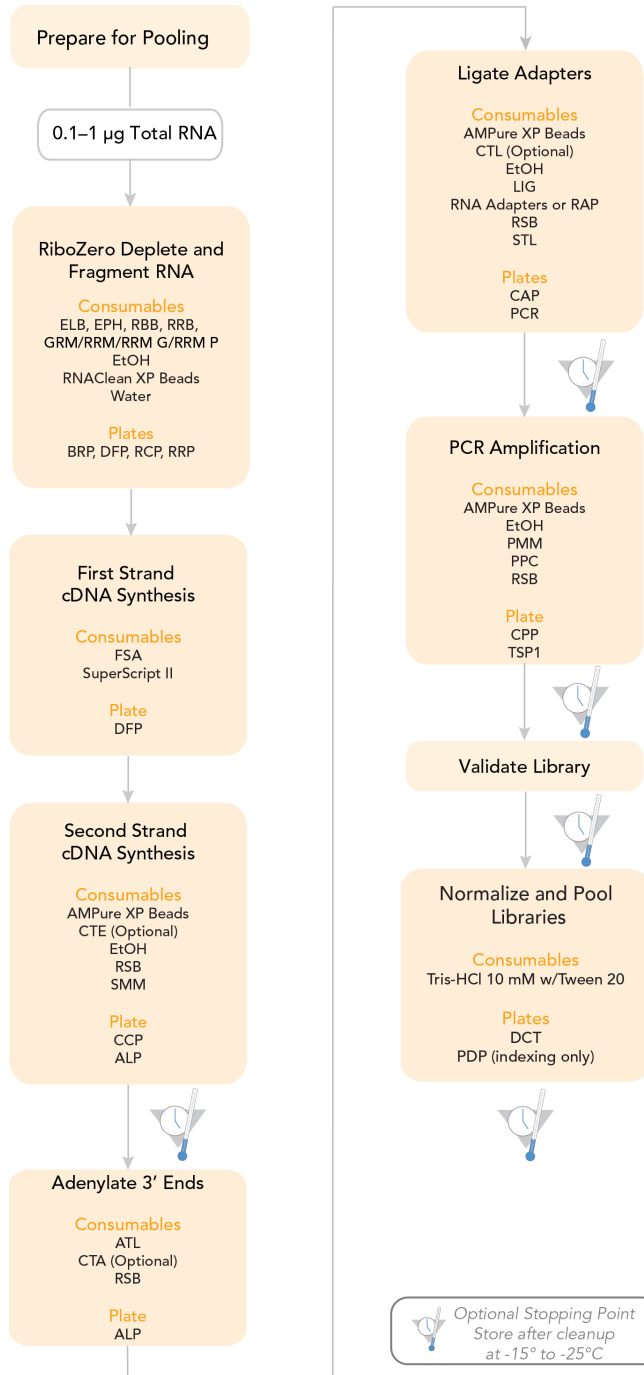 Prepare for Pooling
0.1–1 µg Total RNA
RiboZero Deplete and
Fragment RNA
Consumables
ELB, EPH, RBB, RRB,
GRM/RRM/RRM G/RRM P
EtOH
RNAClean XP Beads
Water
Plates
BRP, DFP, RCP, RRP
First Strand
cDNA Synthesis
Consumables
FSA
SuperScript II
Plate
DFP
Second Strand
cDNA Synthesis
Consumables
AMPure XP Beads
CTE (Optional)
EtOH
RSB
SMM
Plate
CCP
ALP
Adenylate 3’ Ends
Consumables
ATL
CTA (Optional)
RSB
Plate
ALP
Ligate Adapters
Consumables
AMPure XP Beads
CTL (Optional)
EtOH
LIG
RNA Adapters or RAP
RSB
STL
Plates
CAP
PCR
PCR Amplification
Consumables
AMPure XP Beads
EtOH
PMM
PPC
RSB
Plate
CPP
TSP1
Validate Library
Normalize and Pool
Libraries
Consumables
Tris-HCl 10 mM w/Tween 20
Plates
DCT
PDP (indexing only)
Optional Stopping Point
Store after cleanup
at -15° to -25°C